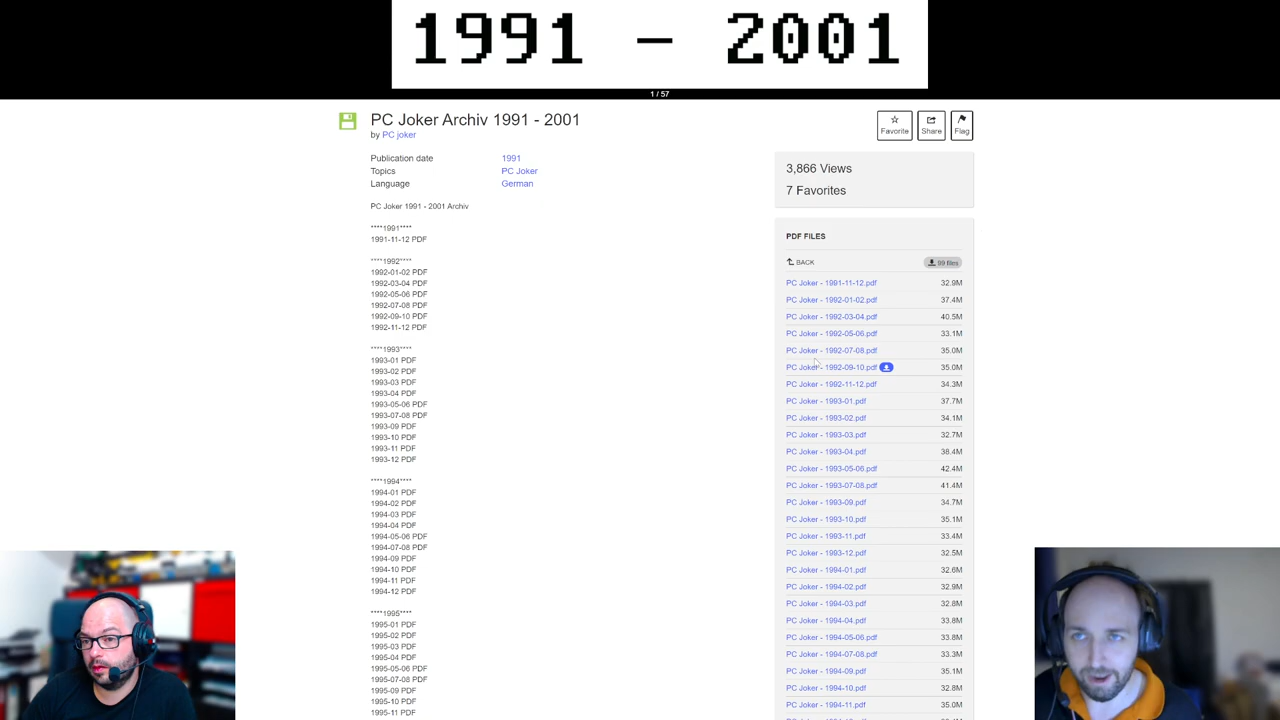 1991 - 2001
1 / 57
PC Joker Archiv 1991 - 2001
by PC joker
Favorite
Share
Flag
Publication date 1991
Topics PC Joker
Language German
PC Joker 1991 - 2001 Archiv
****1991****
1991-11-12 PDF
****1992****
1992-01-02 PDF
1992-03-04 PDF
1992-05-06 PDF
1992-07-08 PDF
1992-09-10 PDF
1992-11-12 PDF
****1993****
1993-01 PDF
1993-02 PDF
1993-03 PDF
1993-04 PDF
1993-05-06 PDF
1993-07-08 PDF
1993-09 PDF
1993-10 PDF
1993-11 PDF
1993-12 PDF
****1994****
1994-01 PDF
1994-02 PDF
1994-03 PDF
1994-04 PDF
1994-05-06 PDF
1994-07-08 PDF
1994-09 PDF
1994-10 PDF
1994-11 PDF
1994-12 PDF
****1995****
1995-01 PDF
1995-02 PDF
1995-03 PDF
1995-04 PDF
1995-05-06 PDF
1995-07-08 PDF
1995-09 PDF
1995-10 PDF
1995-11 PDF
3,866 Views
7 Favorites
PDF FILES
BACK 99 files
PC Joker - 1991-11-12.pdf 32.9M
PC Joker - 1992-01-02.pdf 37.4M
PC Joker - 1992-03-04.pdf 40.5M
PC Joker - 1992-05-06.pdf 33.1M
PC Joker - 1992-07-08.pdf 35.0M
PC Joker - 1992-09-10.pdf 35.0M
PC Joker - 1992-11-12.pdf 34.3M
PC Joker - 1993-01.pdf 37.7M
PC Joker - 1993-02.pdf 34.1M
PC Joker - 1993-03.pdf 32.7M
PC Joker - 1993-04.pdf 38.4M
PC Joker - 1993-05-06.pdf 42.4M
PC Joker - 1993-07-08.pdf 41.4M
PC Joker - 1993-09.pdf 34.7M
PC Joker - 1993-10.pdf 35.1M
PC Joker - 1993-11.pdf 33.4M
PC Joker - 1993-12.pdf 32.5M
PC Joker - 1994-01.pdf 32.6M
PC Joker - 1994-02.pdf 32.9M
PC Joker - 1994-03.pdf 32.8M
PC Joker - 1994-04.pdf 33.8M
PC Joker - 1994-05-06.pdf 33.8M
PC Joker - 1994-07-08.pdf 33.3M
PC Joker - 1994-09.pdf 35.1M
PC Joker - 1994-10.pdf 32.8M
PC Joker - 1994-11.pdf 35.0M